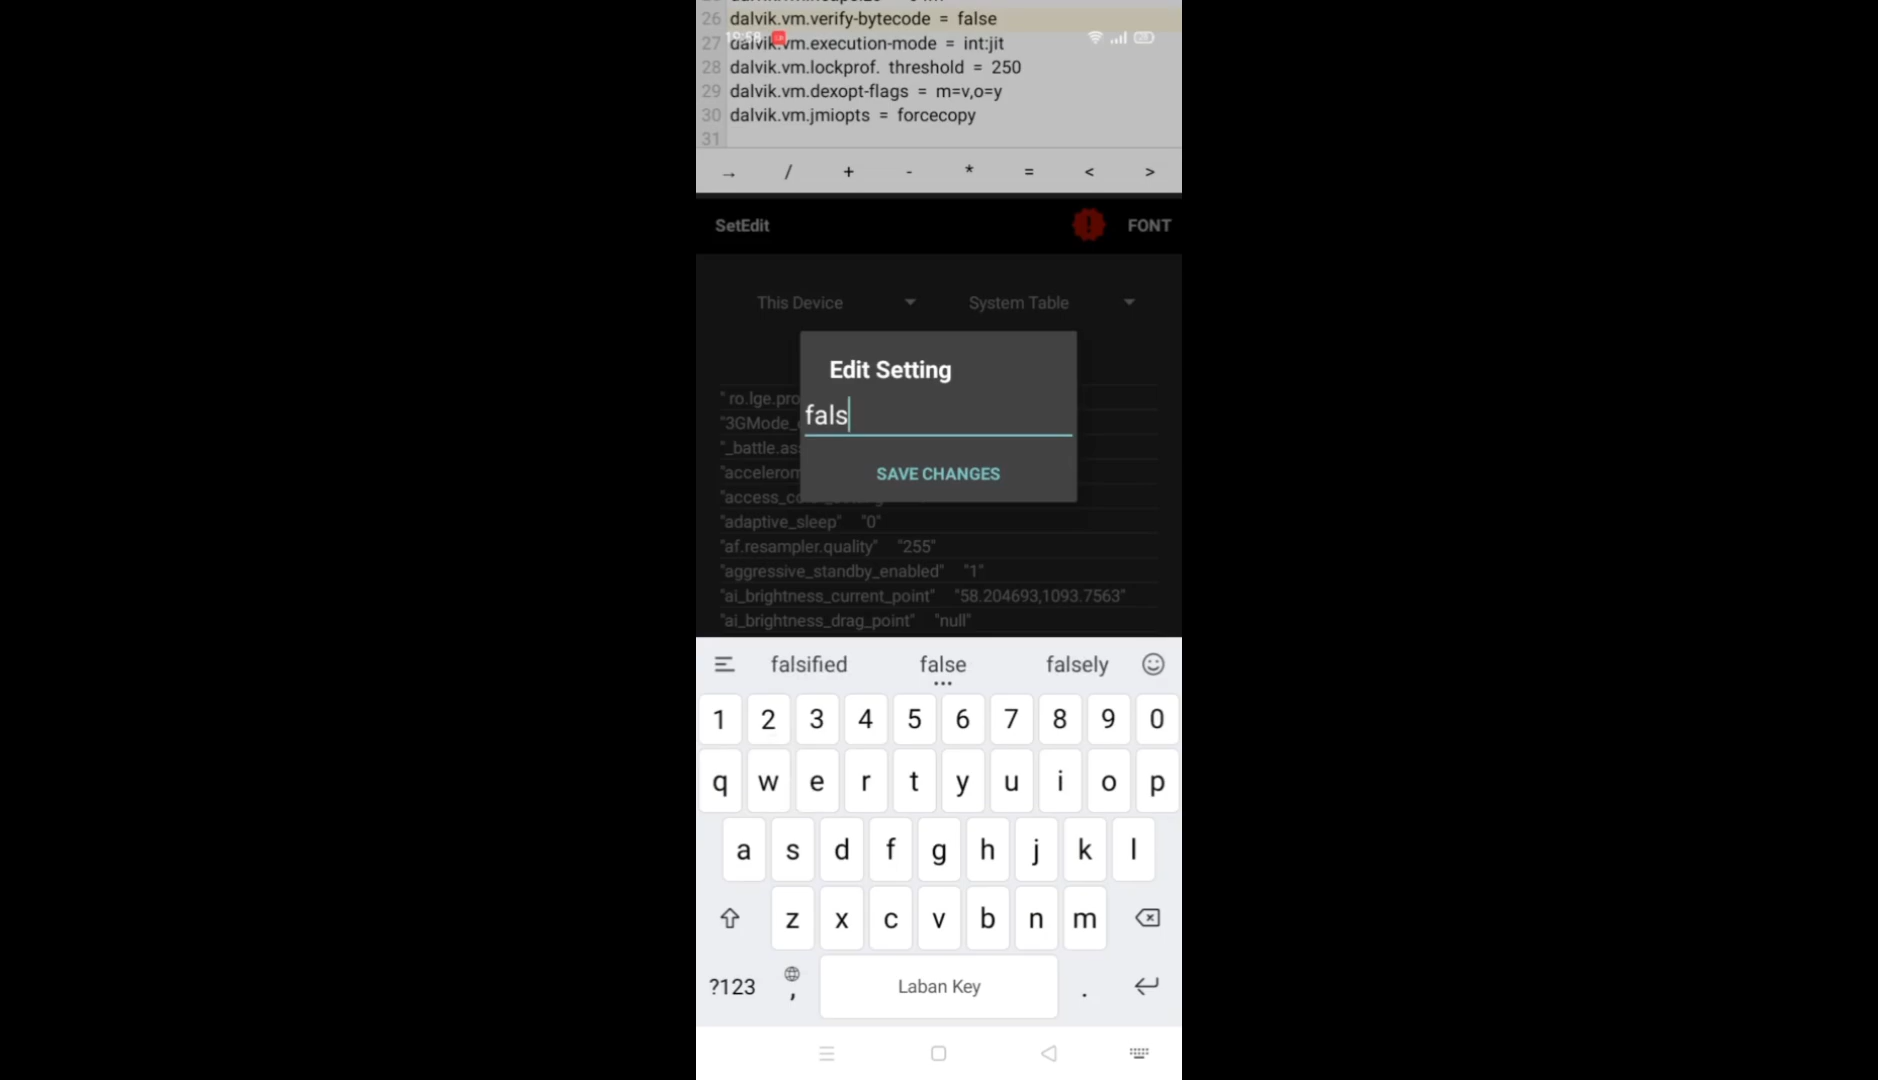 26 dalvik.vm.verify-bytecode = false
27 dalvik.vm.execution-mode = int:jit
28 dalvik.vm.lockprof. threshold = 250
29 dalvik.vm.dexopt-flags = m=v,o=y
30 dalvik.vm.jmiopts = forcecopy
31
→ / + - * = < >
SetEdit ! FONT
This Device System Table
Edit Setting
" ro.lge.pro
fals
"3GMode_
"_battle.as
"accelerom
SAVE CHANGES
"adaptive_sleep" "0"
"af.resampler.quality" "255"
"aggressive_standby_enabled" "1"
"ai_brightness_current_point" "58.204693,1093.7563"
"ai_brightness_drag_point" "null"
falsified false falsely
...
1 2 3 4 5 6 7 8 9 0
q w e r t y u i o p
a s d f g h j k l
z x c v b n m
?123 , Laban Key .